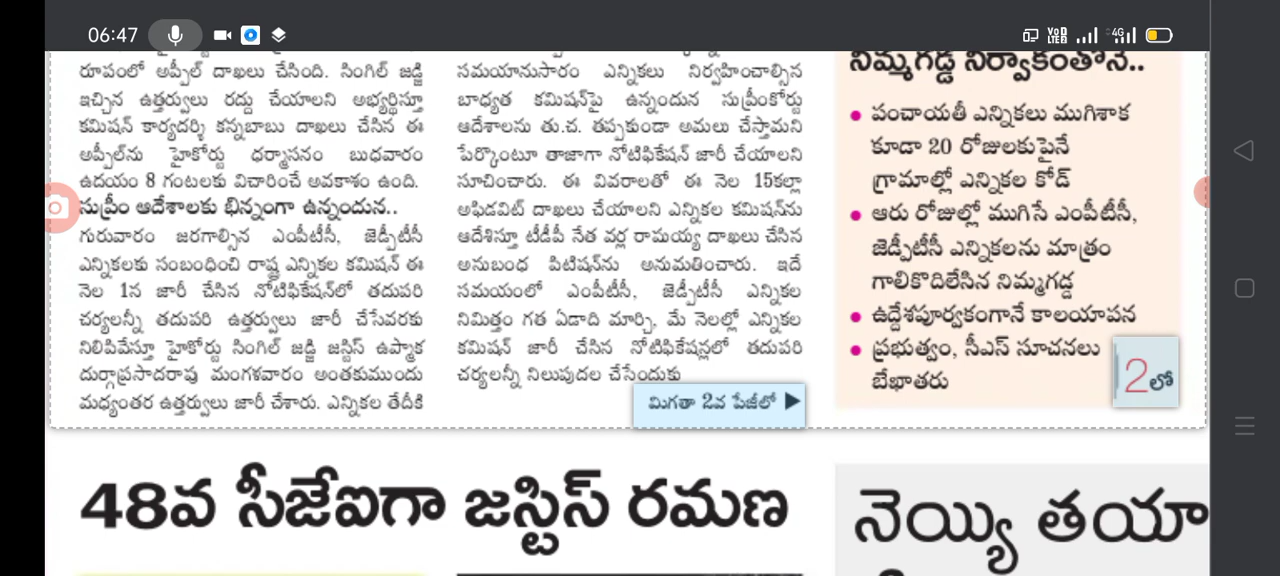 06:47
VoD LTE2
4G
రూపంలో అప్పీల్ దాఖలు చేసింది. సింగిల్ జడ్జి
ఇచ్చిన ఉత్తర్వులు రద్దు చేయాలని అభ్యర్థిస్తూ
కమిషన్ కార్యదర్శి కన్నబాబు దాఖలు చేసిన ఈ
అప్పీల్‌ను హైకోర్టు ధర్మాసనం బుధవారం
ఉదయం 8 గంటలకు విచారించే అవకాశం ఉంది.
సుప్రీం ఆదేశాలకు భిన్నంగా ఉన్నందున..
గురువారం జరగాల్సిన ఎంపీటీసీ, జెడ్పీటీసీ
ఎన్నికలకు సంబంధించి రాష్ట్ర ఎన్నికల కమిషన్ ఈ
నెల 1న జారీ చేసిన నోటిఫికేషన్‌లో తదుపరి
చర్యలన్నీ తదుపరి ఉత్తర్వులు జారీ చేసేవరకు
నిలిపివేస్తూ హైకోర్టు సింగిల్ జడ్జి జస్టిస్ ఉప్మాక
దుర్గాప్రసాదరావు మంగళవారం అంతకుముందు
మధ్యంతర ఉత్తర్వులు జారీ చేశారు. ఎన్నికల తేదీకి
సమయానుసారం ఎన్నికలు నిర్వహించాల్సిన
బాధ్యత కమిషన్‌పై ఉన్నందున సుప్రీంకోర్టు
ఆదేశాలను తు.చ. తప్పకుండా అమలు చేస్తామని
పేర్కొంటూ తాజాగా నోటిఫికేషన్ జారీ చేయాలని
సూచించారు. ఈ వివరాలతో ఈ నెల 15కల్లా
అఫిడవిట్ దాఖలు చేయాలని ఎన్నికల కమిషన్‌ను
ఆదేశిస్తూ టీడీపీ నేత వర్ల రామయ్య దాఖలు చేసిన
అనుబంధ పిటిషన్‌ను అనుమతించారు. ఇదే
సమయంలో ఎంపీటీసీ, జెడ్పీటీసీ ఎన్నికల
నిమిత్తం గత ఏడాది మార్చి, మే నెలల్లో ఎన్నికల
కమిషన్ జారీ చేసిన నోటిఫికేషన్లలో తదుపరి
చర్యలన్నీ నిలుపుదల చేసేందుకు
మిగతా 2వ పేజీలో ▶
నిమ్మగడ్డ నిర్వాకంతోనే..
• పంచాయతీ ఎన్నికలు ముగిశాక
కూడా 20 రోజులకుపైనే
గ్రామాల్లో ఎన్నికల కోడ్
• ఆరు రోజుల్లో ముగిసే ఎంపీటీసీ,
జెడ్పీటీసీ ఎన్నికలను మాత్రం
గాలికొదిలేసిన నిమ్మగడ్డ
• ఉద్దేశపూర్వకంగానే కాలయాపన
• ప్రభుత్వం, సీఎస్ సూచనలు
బేఖాతరు
2లో
48వ సీజేఐగా జస్టిస్ రమణ
నెయ్యి తయా